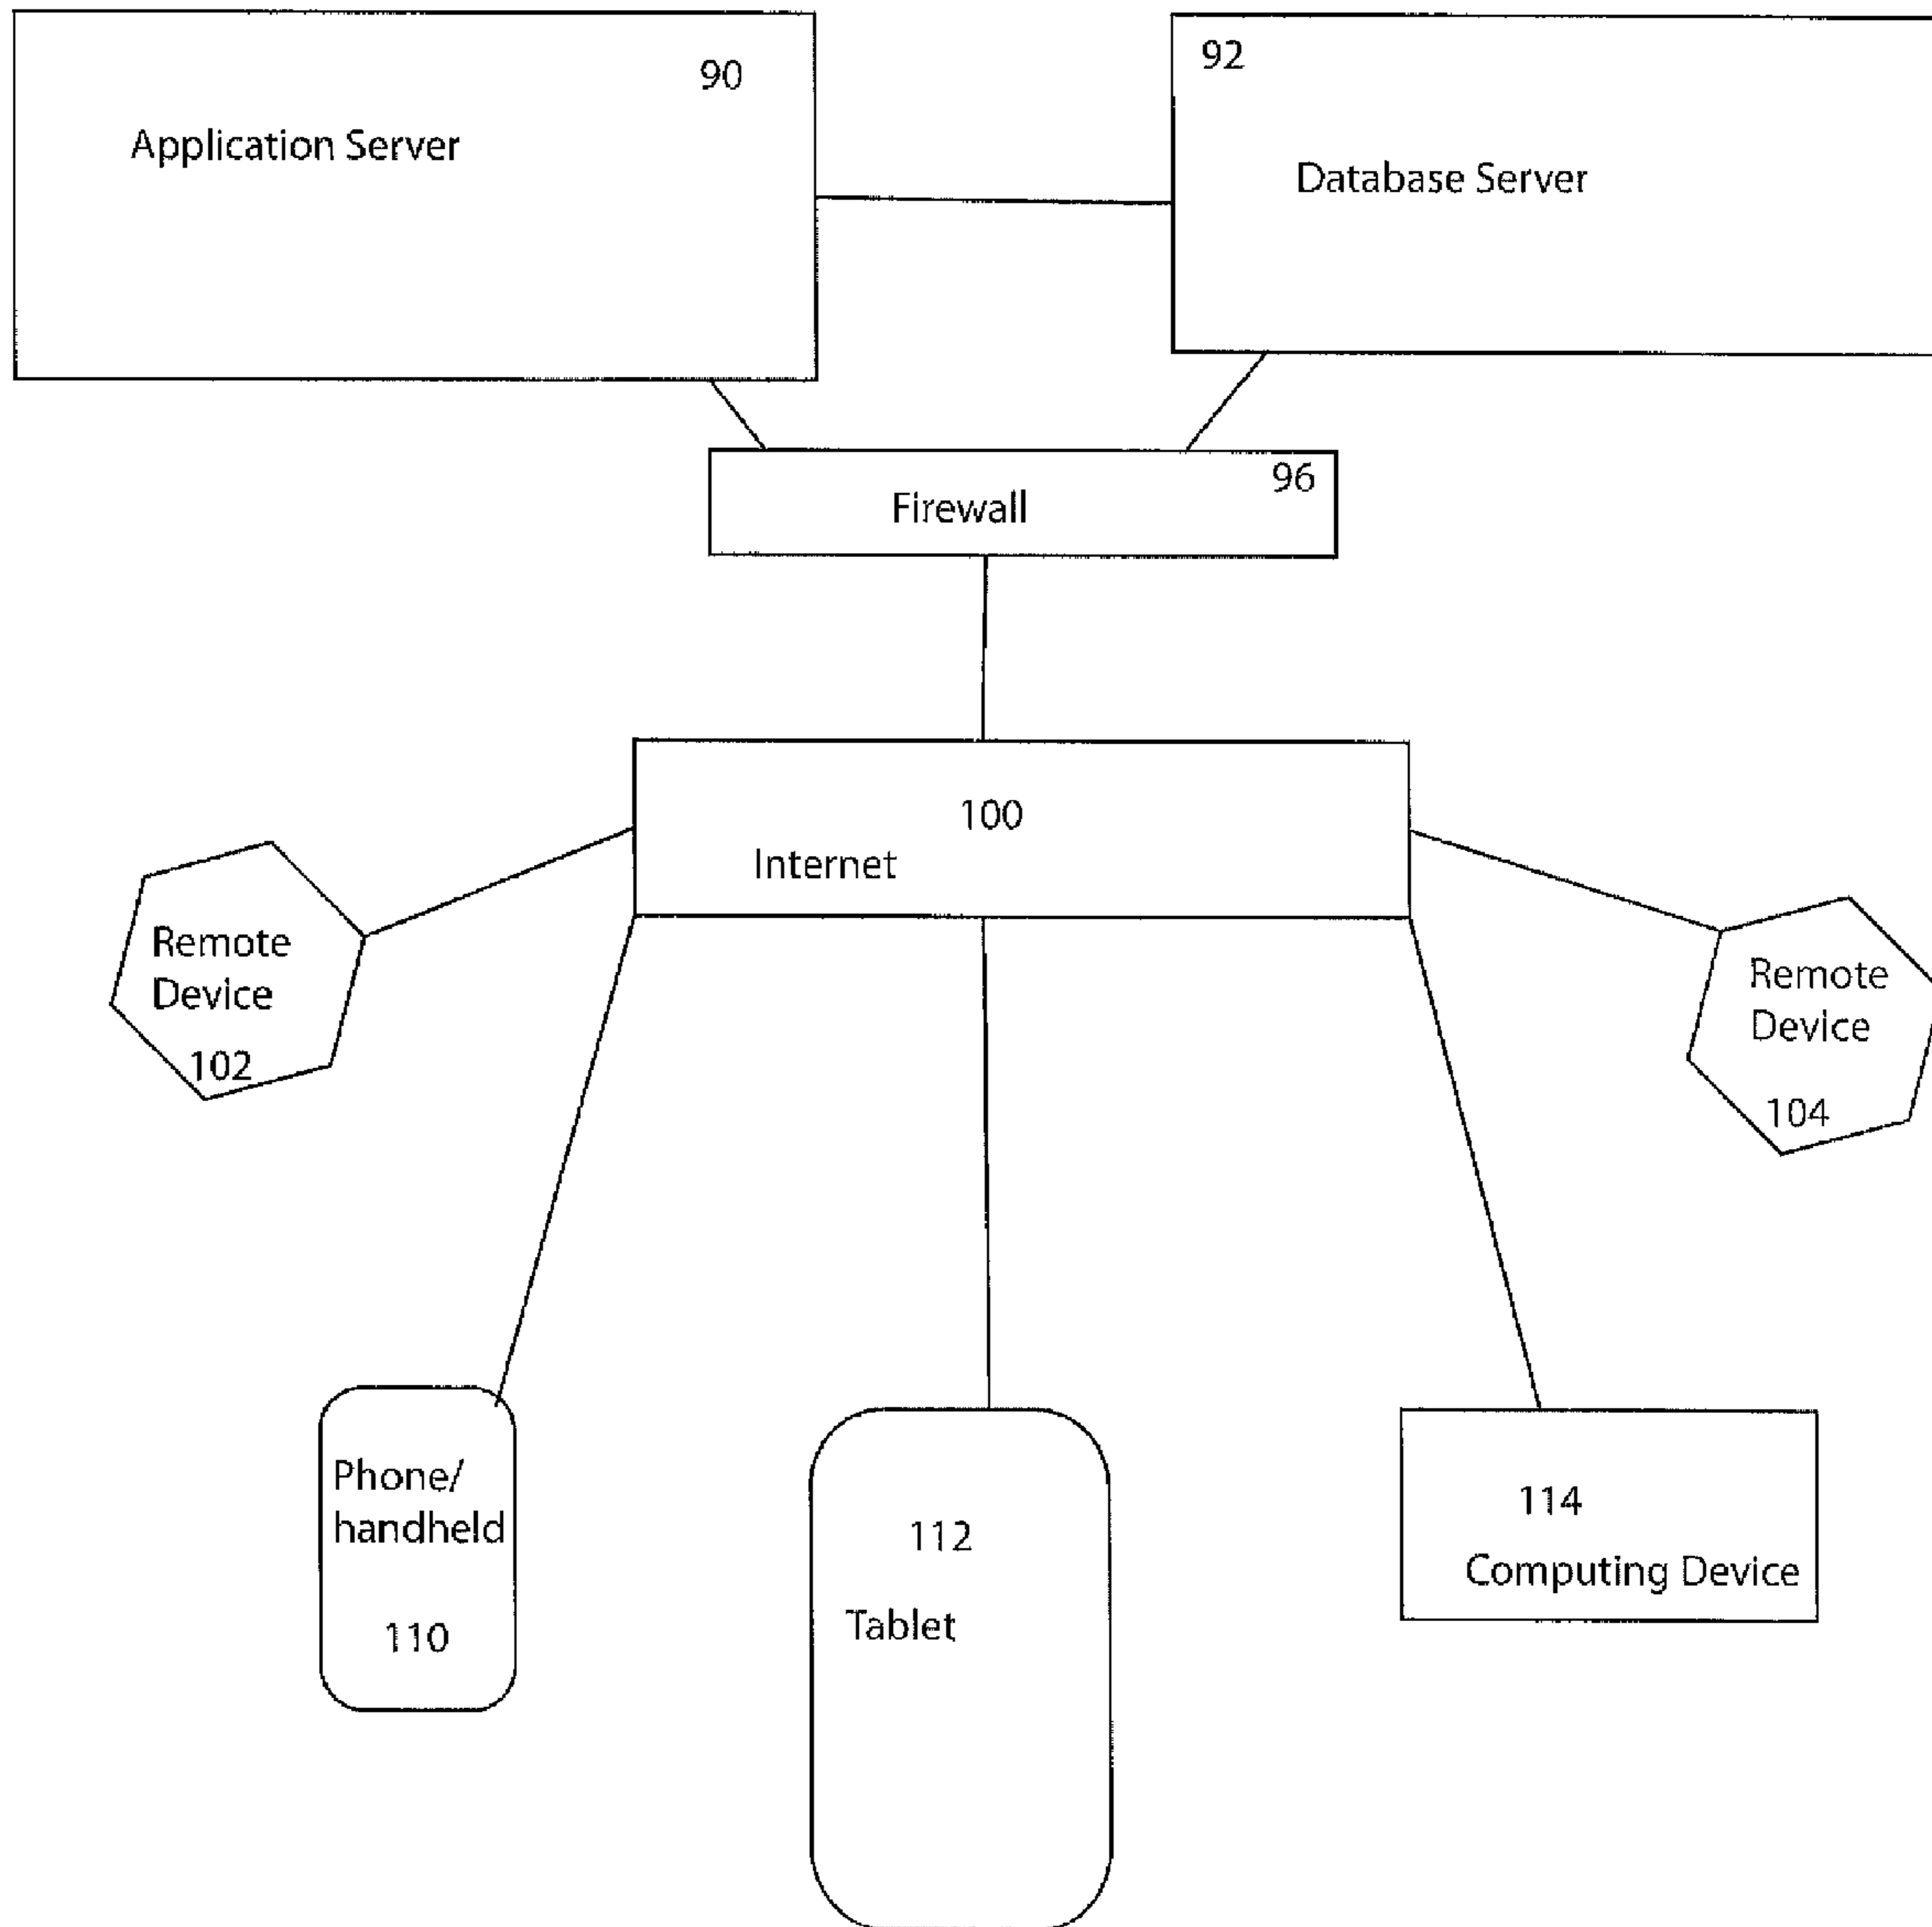 90
Application Server
92
Database Server
96
Firewall
100
Internet
Remote
Device
102
Remote
Device
104
Phone/
handheld
110
112
Tablet
114
Computing Device